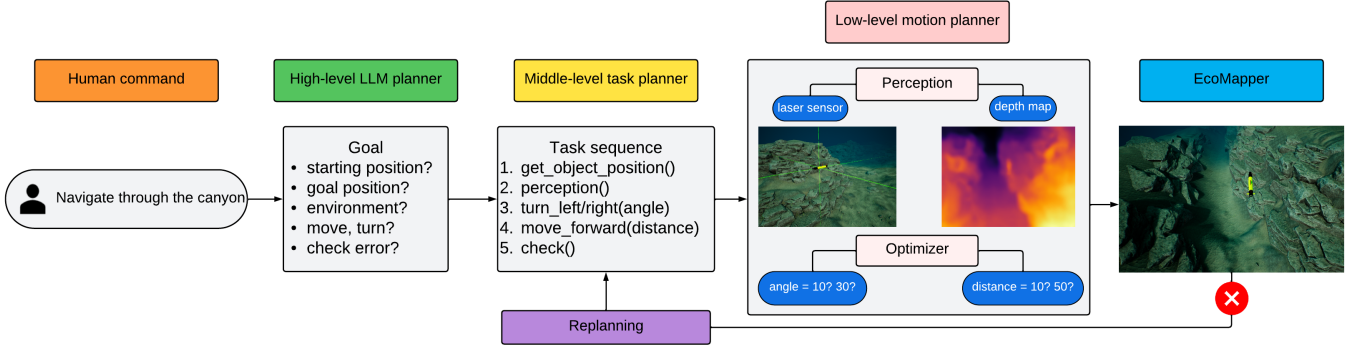 Low-level motion planner
Human command
High-level LLM planner
Middle-level task planner
EcoMapper
Navigate through the canyon
Goal
• starting position?
• goal position?
• environment?
• move, turn?
• check error?
Task sequence
1. get_object_position()
2. perception()
3. turn_left/right(angle)
4. move_forward(distance)
5. check()
Perception
laser sensor
depth map
Optimizer
angle = 10? 30?
distance = 10? 50?
Replanning